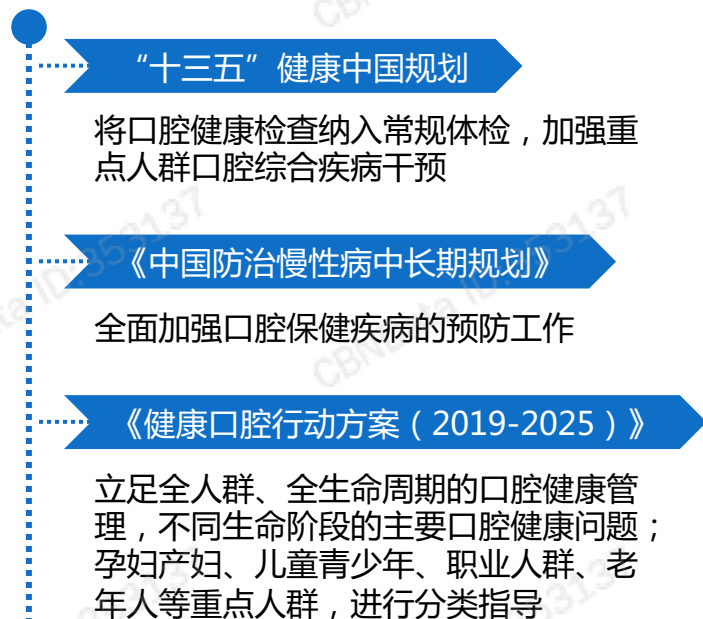 “十三五”健康中国规划
将口腔健康检查纳入常规体检，加强重
点人群口腔综合疾病干预
《中国防治慢性病中长期规划》
全面加强口腔保健疾病的预防工作
《健康口腔行动方案（2019-2025）》
立足全人群、全生命周期的口腔健康管
理，不同生命阶段的主要口腔健康问题；
孕妇产妇、儿童青少年、职业人群、老
年人等重点人群，进行分类指导